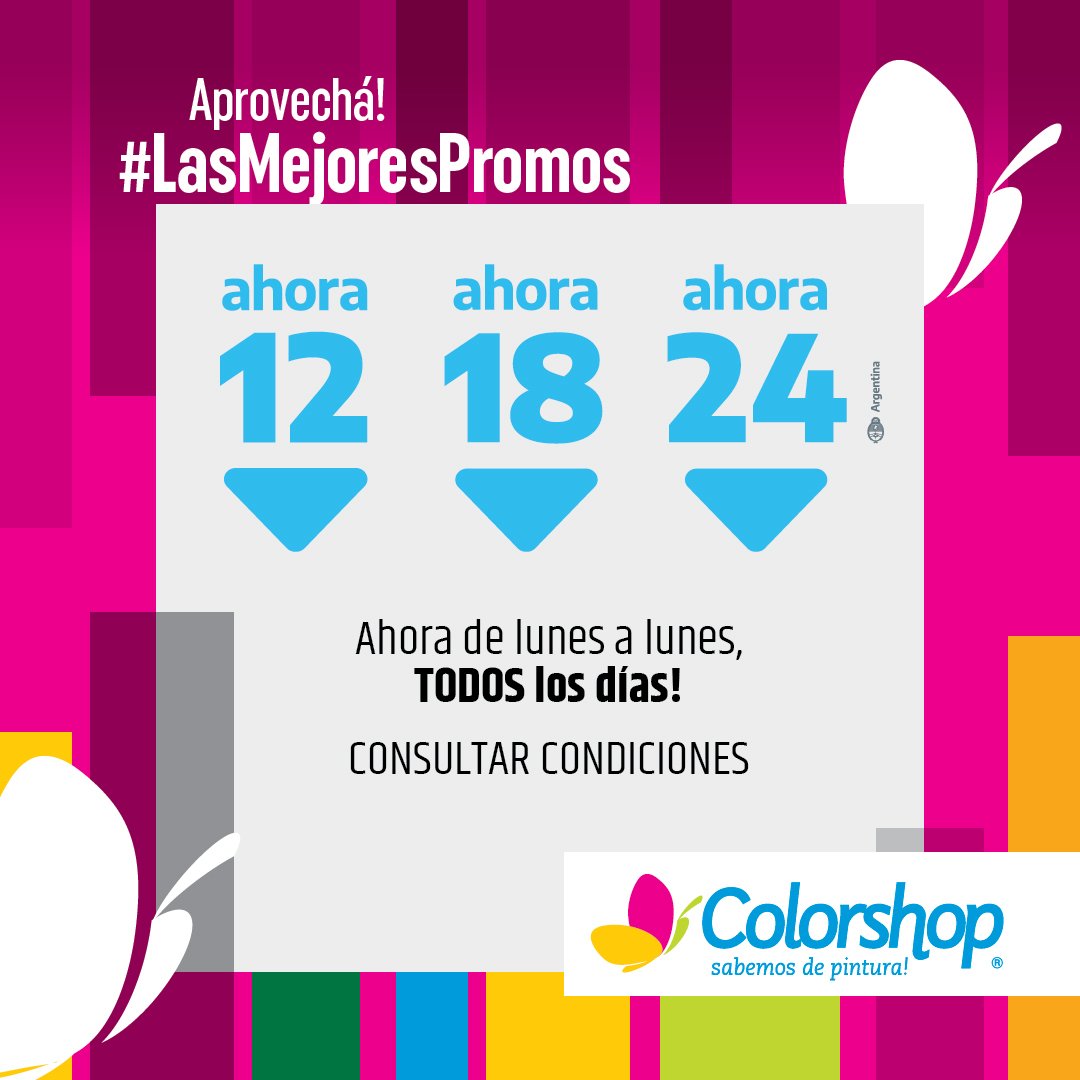 Aprovechá!
#LasMejoresPromos
ahora
12
ahora
18
ahora
24
Argentina
Ahora de lunes a lunes,
TODOS los días!
CONSULTAR CONDICIONES
Colorshop
sabemos de pintura!
®